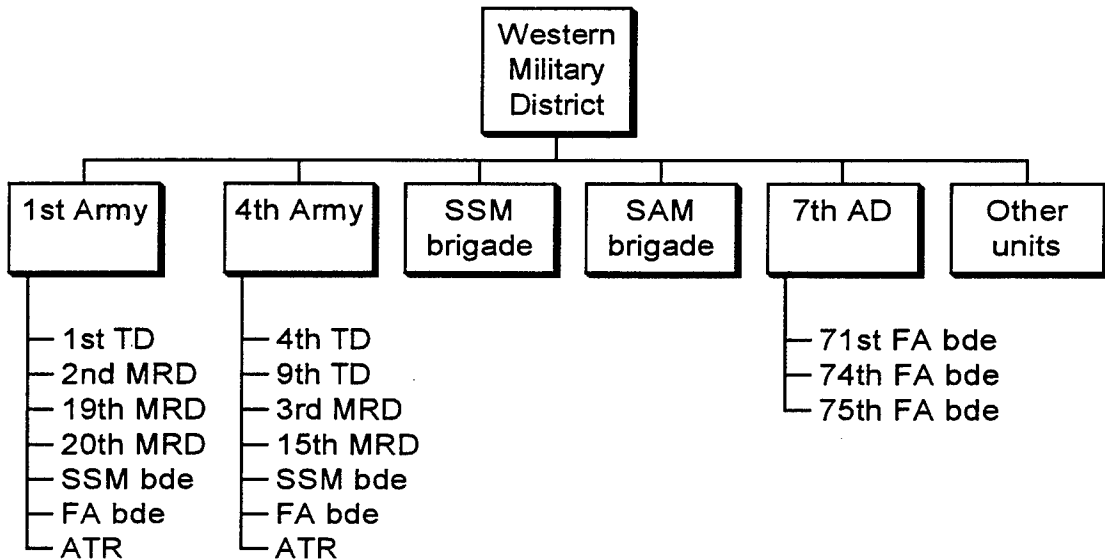 Western
Military
District
1st Army
4th Army
SSM
brigade
SAM
brigade
7th AD
Other
units
1st TD
2nd MRD
19th MRD
20th MRD
SSM bde
FA bde
ATR
4th TD
9th TD
3rd MRD
15th MRD
SSM bde
FA bde
ATR
71st FA bde
74th FA bde
75th FA bde